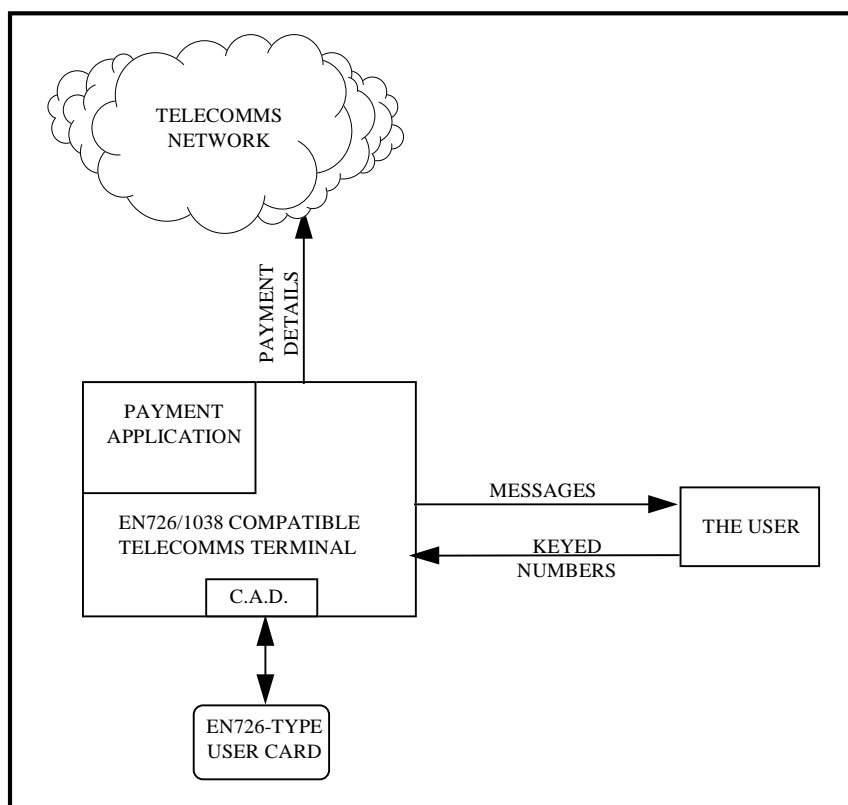 TELECOMMS
NETWORK
PAYMENT
DETAILS
PAYMENT
APPLICATION
EN726/1038 COMPATIBLE
TELECOMMS TERMINAL
C.A.D.
MESSAGES
KEYED
NUMBERS
THE USER
EN726-TYPE
USER CARD